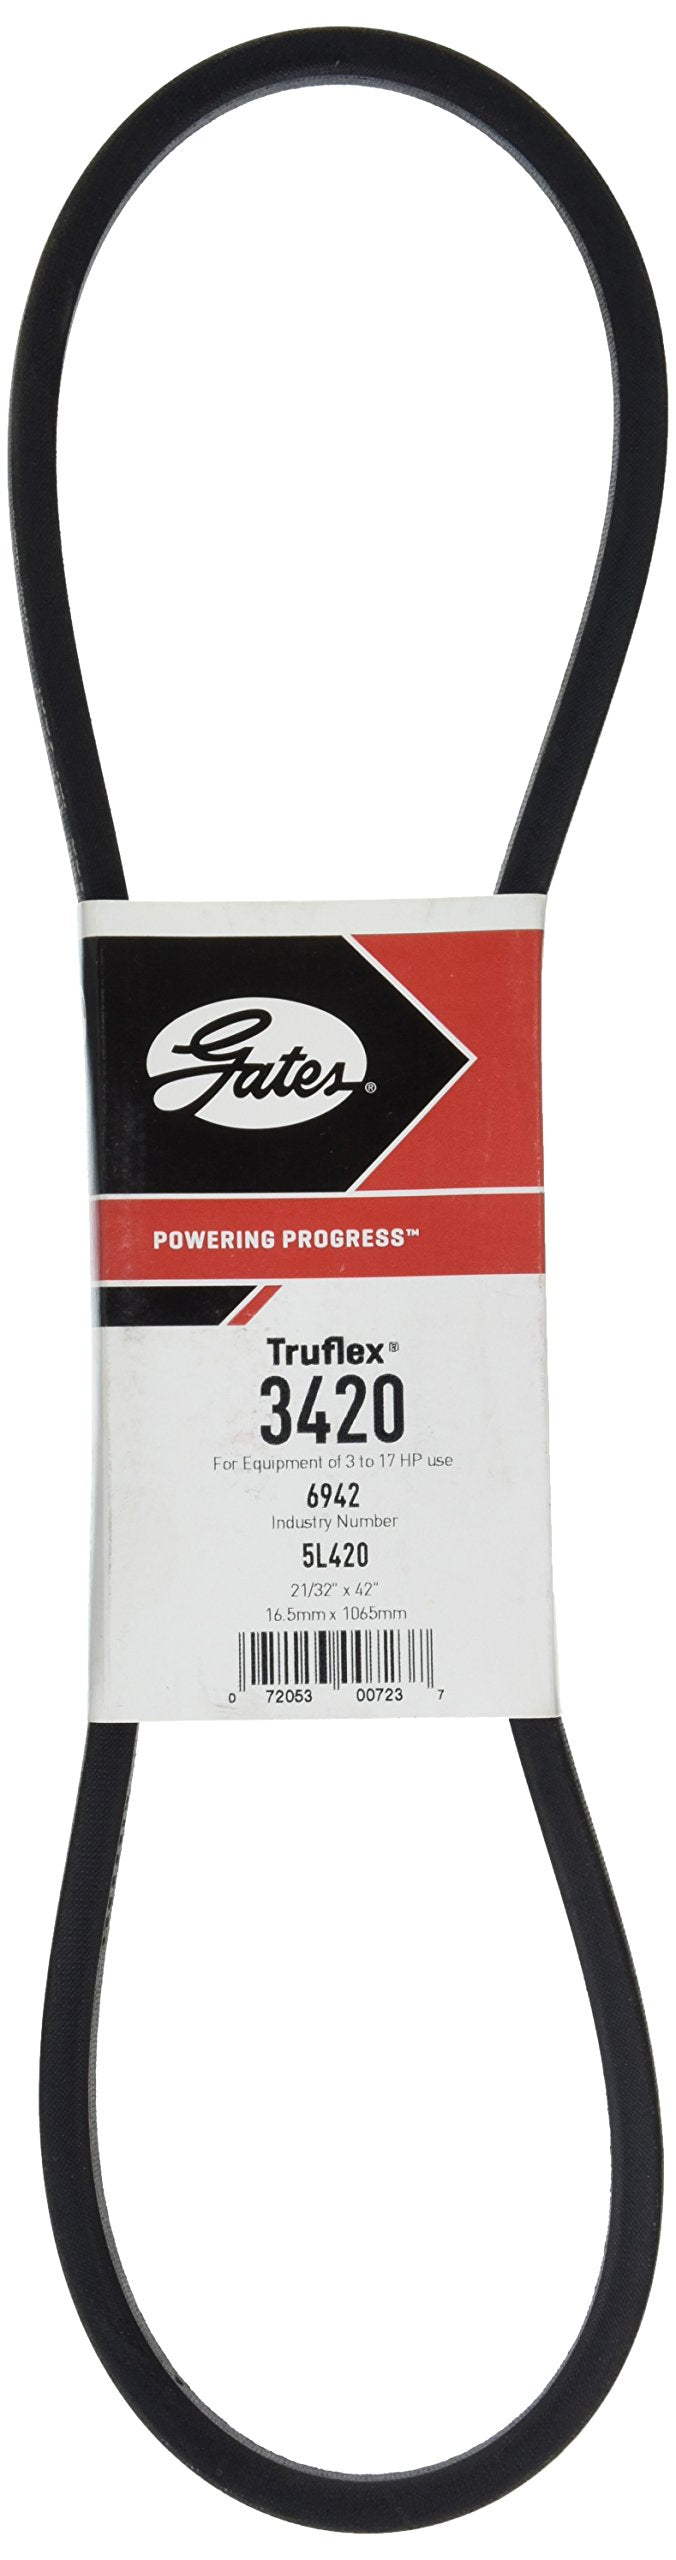 Gates®
POWERING PROGRESS™
Truflex®
3420
For Equipment of 3 to 17 HP use
6942
Industry Number
5L420
21/32" x 42"
16.5mm x 1065mm
0 72053 00723 7